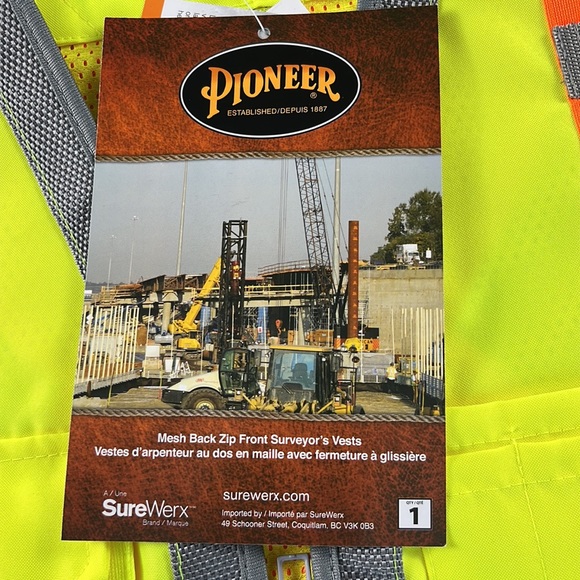 PIONEER®
ESTABLISHED/DEPUIS 1887
Mesh Back Zip Front Surveyor's Vests
Vestes d'arpenteur au dos en maille avec fermeture à glissière
A / Une
SureWerx™
Brand / Marque
surewerx.com
Imported by / Importé par SureWerx
49 Schooner Street, Coquitlam, BC V3K 0B3
QTY/QTÉ
1